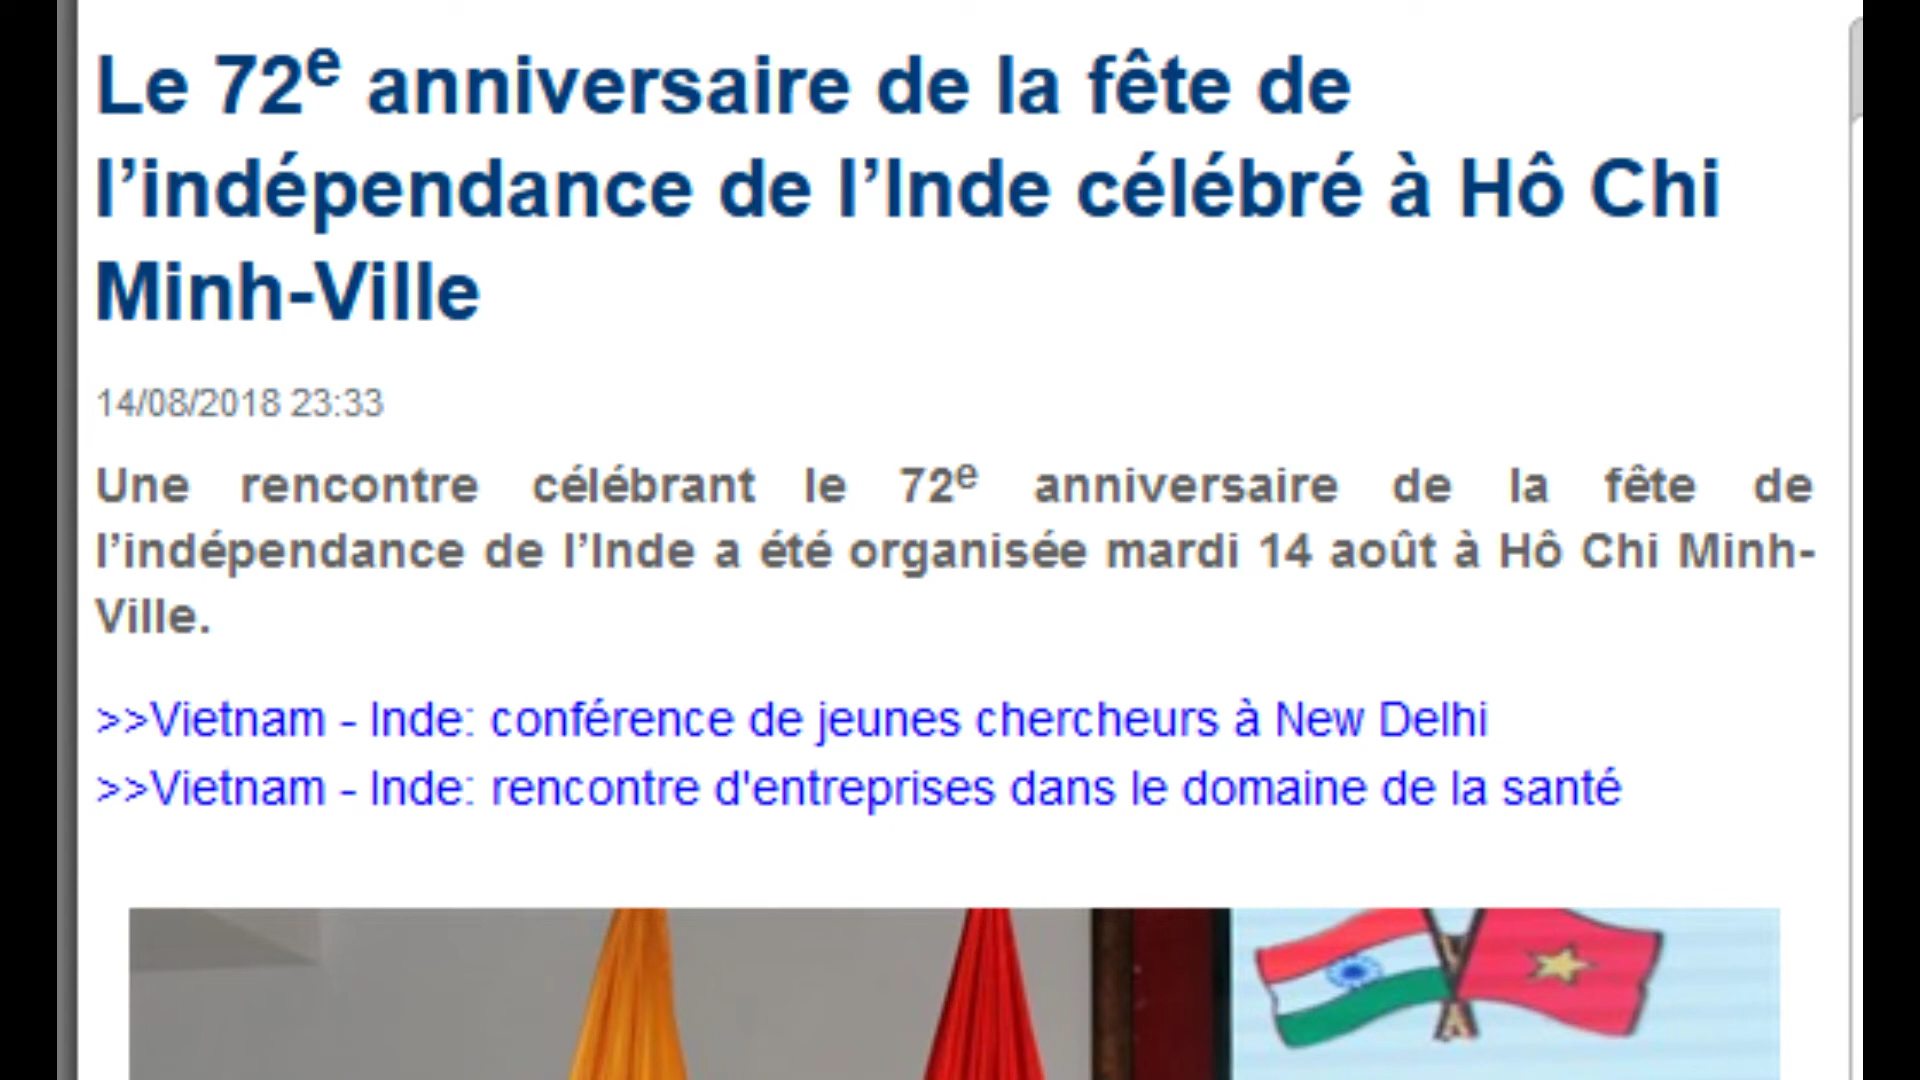 Le 72e anniversaire de la fête de
l’indépendance de l’Inde célébré à Hô Chi
Minh-Ville
14/08/2018 23:33
Une rencontre célébrant le 72e anniversaire de la fête de
l’indépendance de l’Inde a été organisée mardi 14 août à Hô Chi Minh-
Ville.
>>Vietnam - Inde: conférence de jeunes chercheurs à New Delhi
>>Vietnam - Inde: rencontre d'entreprises dans le domaine de la santé